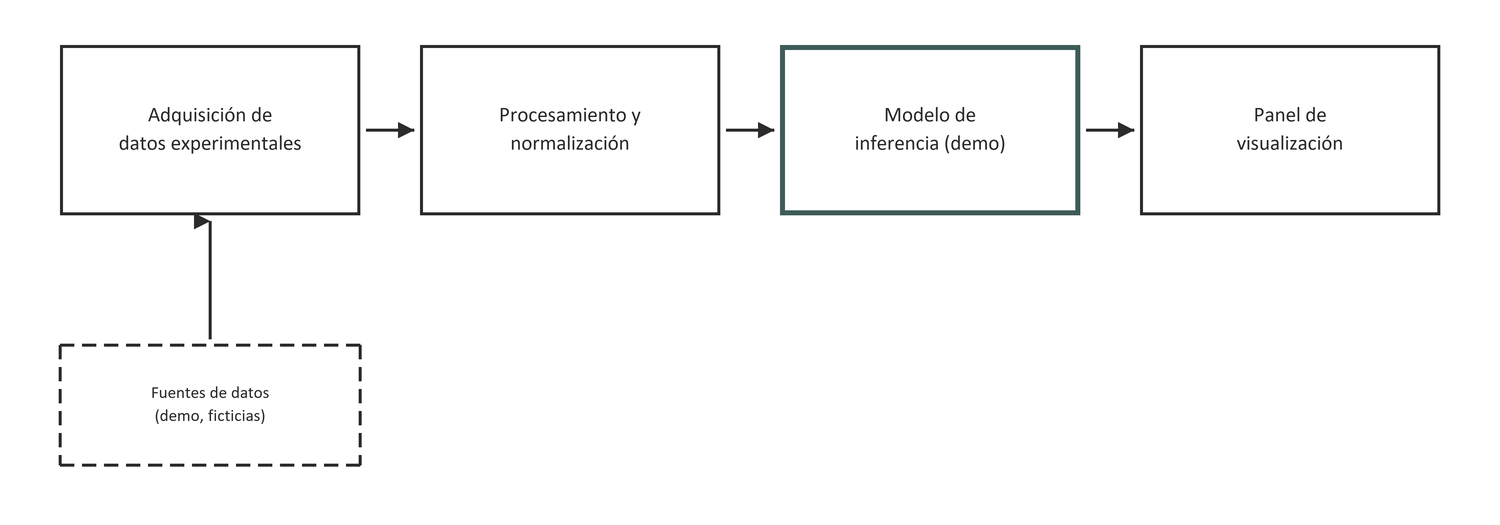 Adquisición de
datos experimentales
Procesamiento y
normalización
Modelo de
inferencia (demo)
Panel de
visualización
Fuentes de datos
(demo, ficticias)